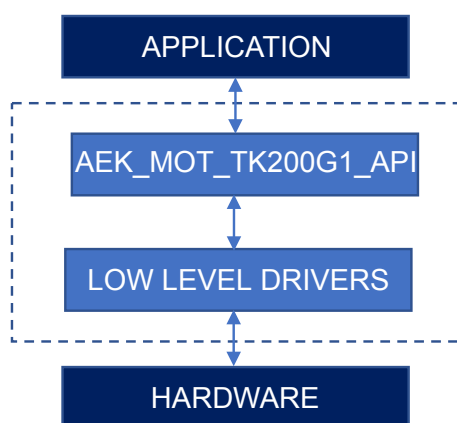 APPLICATION
AEK_MOT_TK200G1_API
LOW LEVEL DRIVERS
HARDWARE